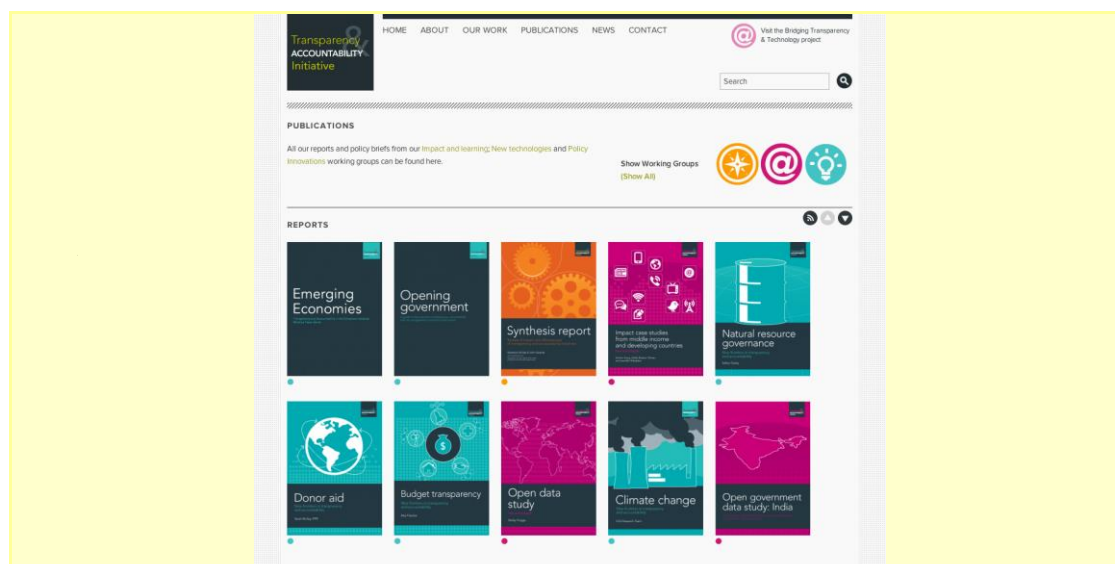 Transparency
&
ACCOUNTABILITY
Initiative
HOME ABOUT OUR WORK PUBLICATIONS NEWS CONTACT
Visit the Bridging Transparency
& Technology project
Search
PUBLICATIONS
All our reports and policy briefs from our Impact and learning; New technologies and Policy
Innovations working groups can be found here.
Show Working Groups
(Show All)
REPORTS
Emerging
Economies
Opening
government
Synthesis report
Impact case studies
from middle income
and developing countries
Natural resource
governance
Donor aid
Budget transparency
Open data
study
Climate change
Open government
data study: India